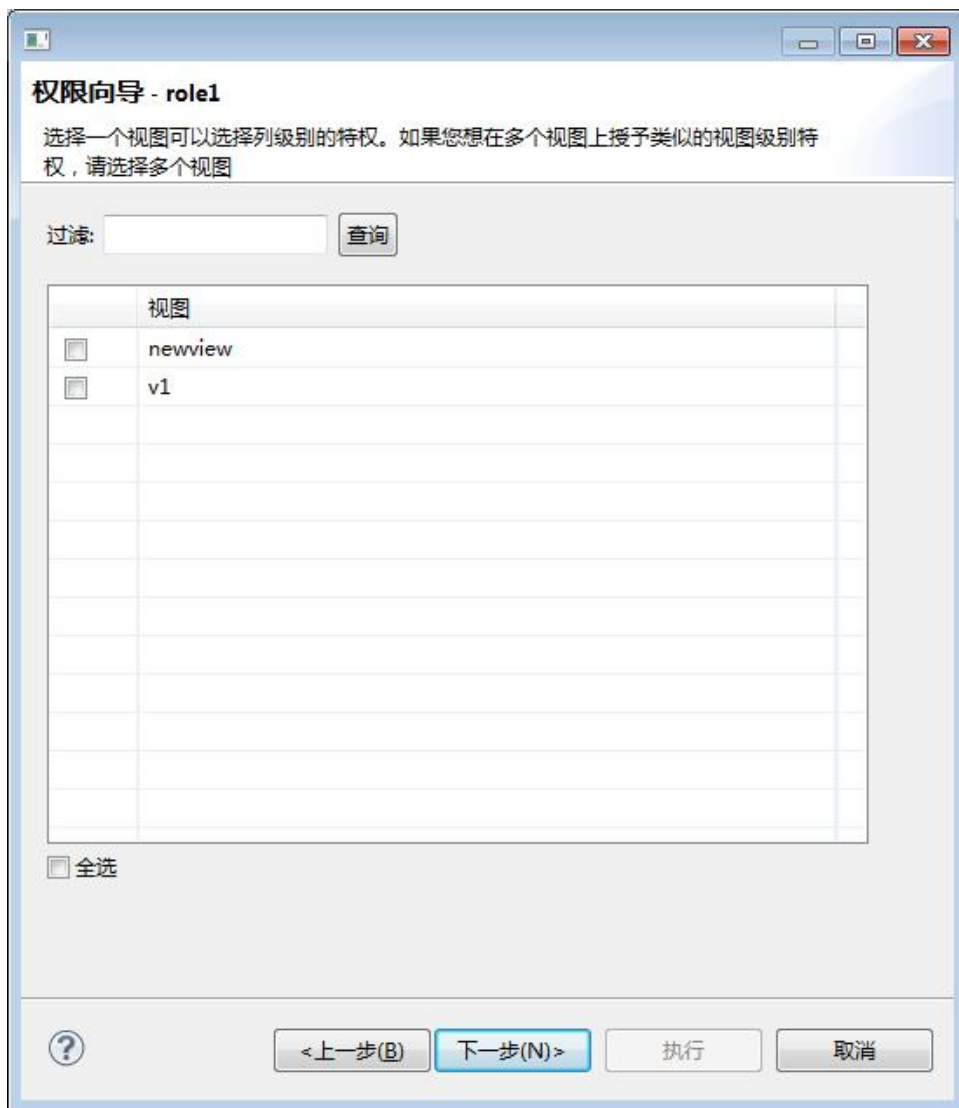 权限向导 - role1
选择一个视图可以选择列级别的特权。如果您想在多个视图上授予类似的视图级别特
权，请选择多个视图
过滤: 查询
视图
newview
v1
全选
<上一步(B) 下一步(N)> 执行 取消